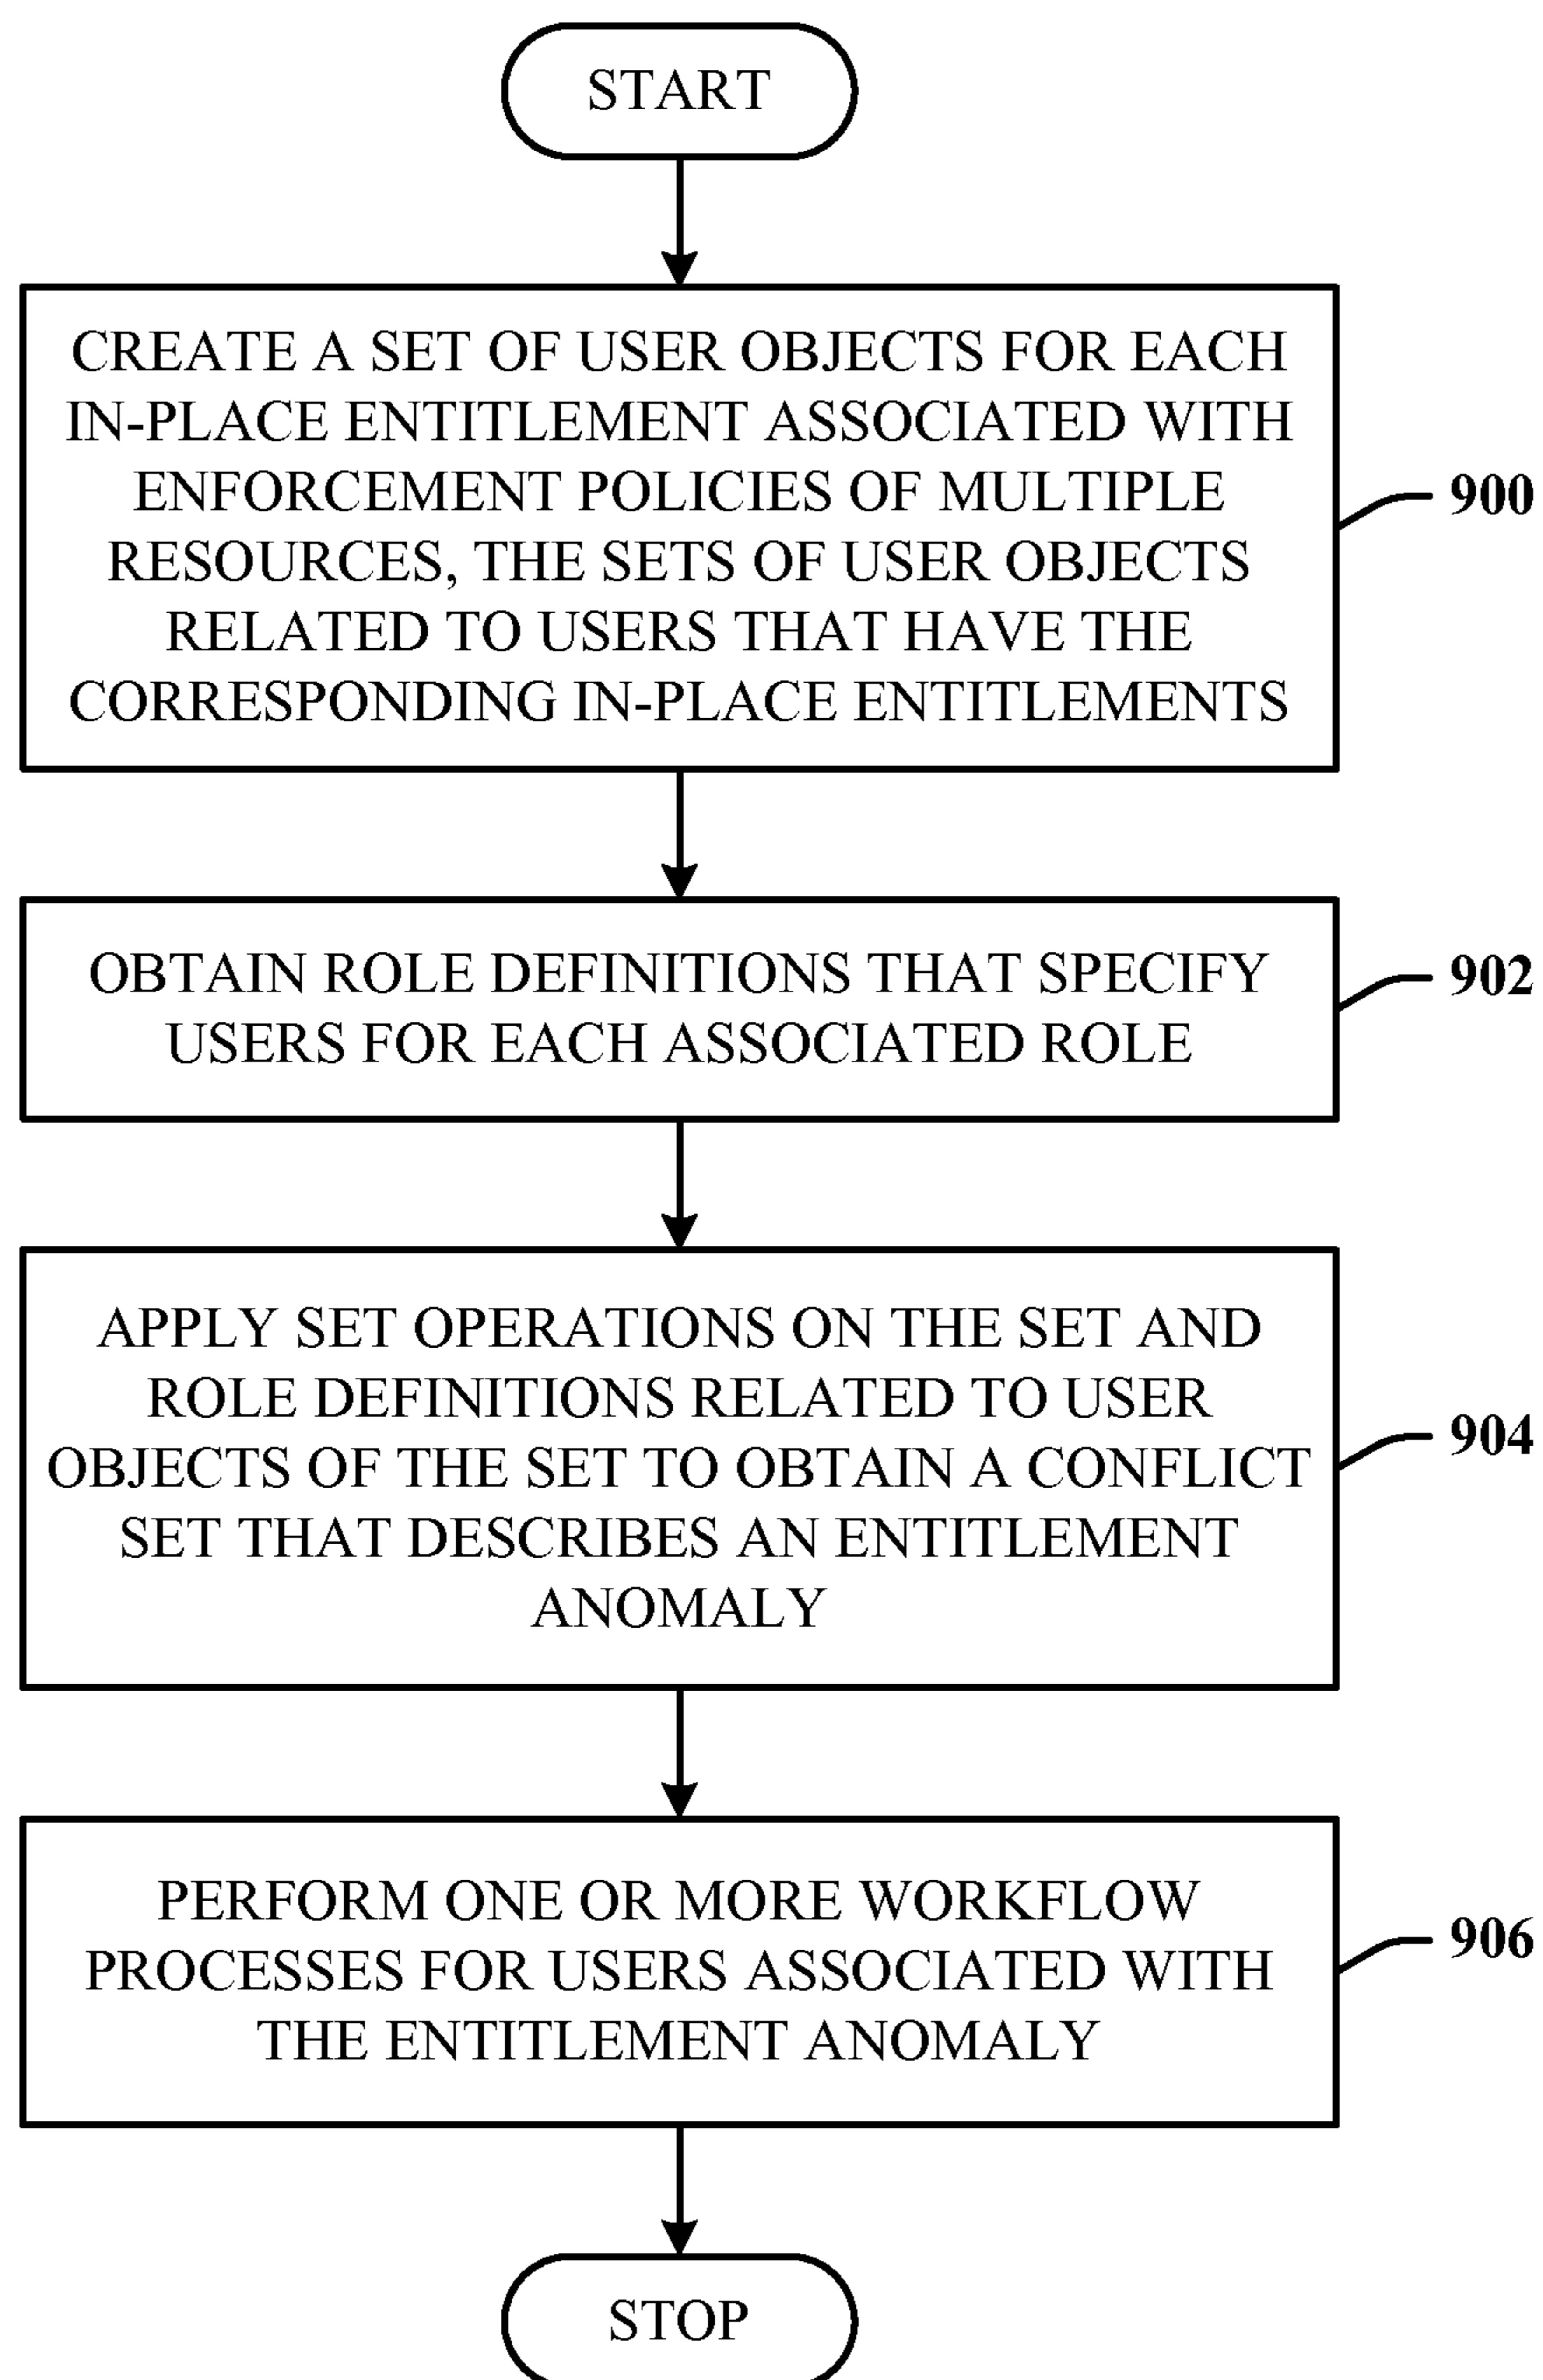 START
CREATE A SET OF USER OBJECTS FOR EACH
IN-PLACE ENTITLEMENT ASSOCIATED WITH
ENFORCEMENT POLICIES OF MULTIPLE
RESOURCES, THE SETS OF USER OBJECTS
RELATED TO USERS THAT HAVE THE
CORRESPONDING IN-PLACE ENTITLEMENTS
900
OBTAIN ROLE DEFINITIONS THAT SPECIFY
USERS FOR EACH ASSOCIATED ROLE
902
APPLY SET OPERATIONS ON THE SET AND
ROLE DEFINITIONS RELATED TO USER
OBJECTS OF THE SET TO OBTAIN A CONFLICT
SET THAT DESCRIBES AN ENTITLEMENT
ANOMALY
904
PERFORM ONE OR MORE WORKFLOW
PROCESSES FOR USERS ASSOCIATED WITH
THE ENTITLEMENT ANOMALY
906
STOP